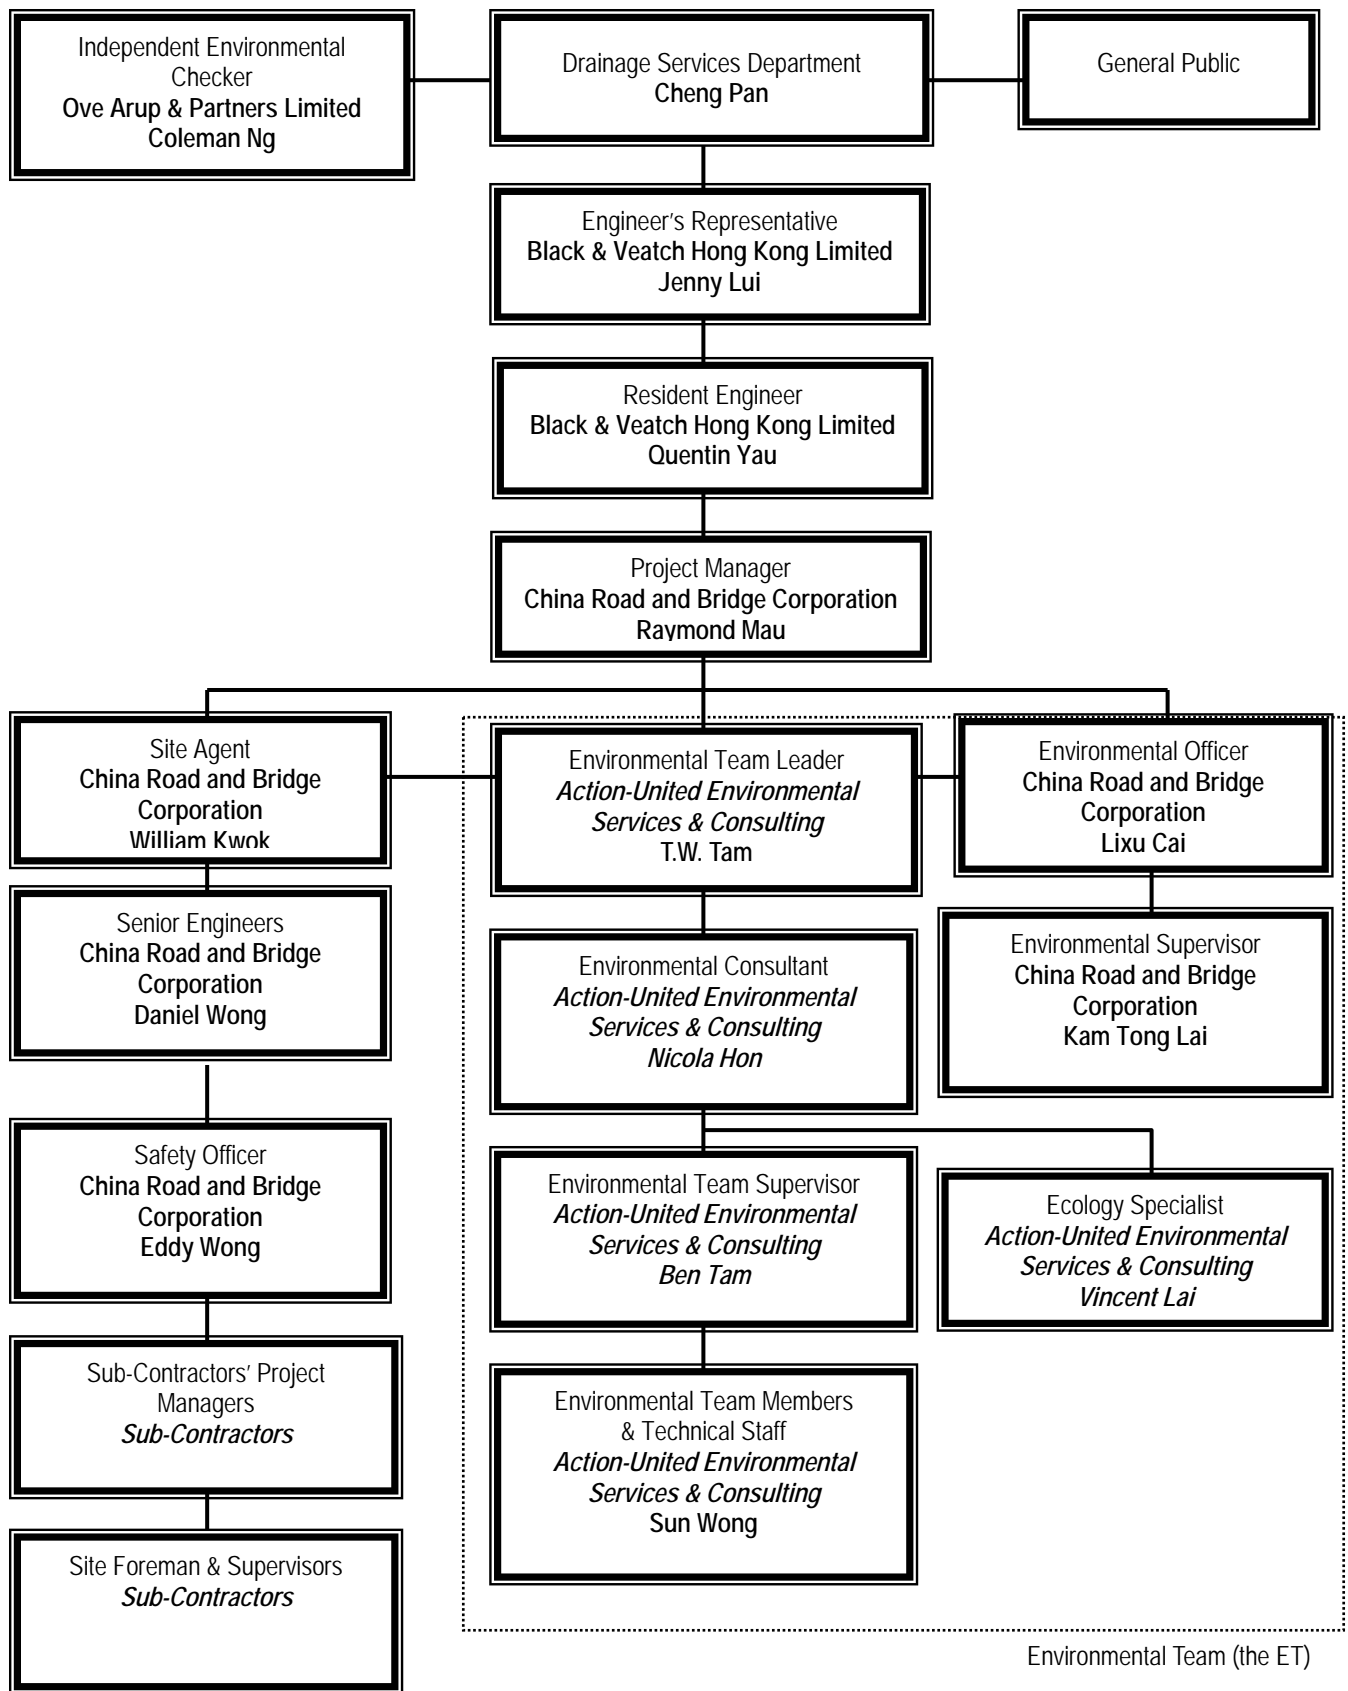 Independent Environmental
Checker
Ove Arup & Partners Limited
Coleman Ng
Drainage Services Department
Cheng Pan
General Public
Engineer's Representative
Black & Veatch Hong Kong Limited
Jenny Lui
Resident Engineer
Black & Veatch Hong Kong Limited
Quentin Yau
Project Manager
China Road and Bridge Corporation
Raymond Mau
Site Agent
China Road and Bridge
Corporation
William Kwok
Environmental Team Leader
Action-United Environmental
Services & Consulting
T.W. Tam
Environmental Officer
China Road and Bridge
Corporation
Lixu Cai
Senior Engineers
China Road and Bridge
Corporation
Daniel Wong
Environmental Consultant
Action-United Environmental
Services & Consulting
Nicola Hon
Environmental Supervisor
China Road and Bridge
Corporation
Kam Tong Lai
Safety Officer
China Road and Bridge
Corporation
Eddy Wong
Environmental Team Supervisor
Action-United Environmental
Services & Consulting
Ben Tam
Ecology Specialist
Action-United Environmental
Services & Consulting
Vincent Lai
Sub-Contractors' Project
Managers
Sub-Contractors
Environmental Team Members
& Technical Staff
Action-United Environmental
Services & Consulting
Sun Wong
Site Foreman & Supervisors
Sub-Contractors
Environmental Team (the ET)